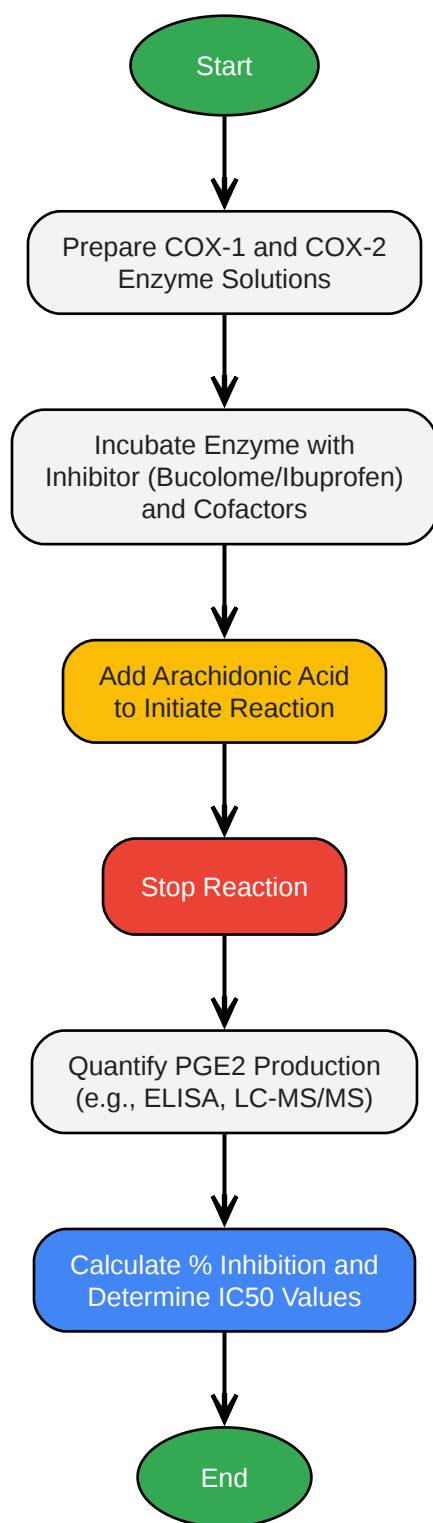 Start
Prepare COX-1 and COX-2
Enzyme Solutions
Incubate Enzyme with
Inhibitor (Bucolome/Ibuprofen)
and Cofactors
Add Arachidonic Acid
to Initiate Reaction
Stop Reaction
Quantify PGE2 Production
(e.g., ELISA, LC-MS/MS)
Calculate % Inhibition and
Determine IC50 Values
End